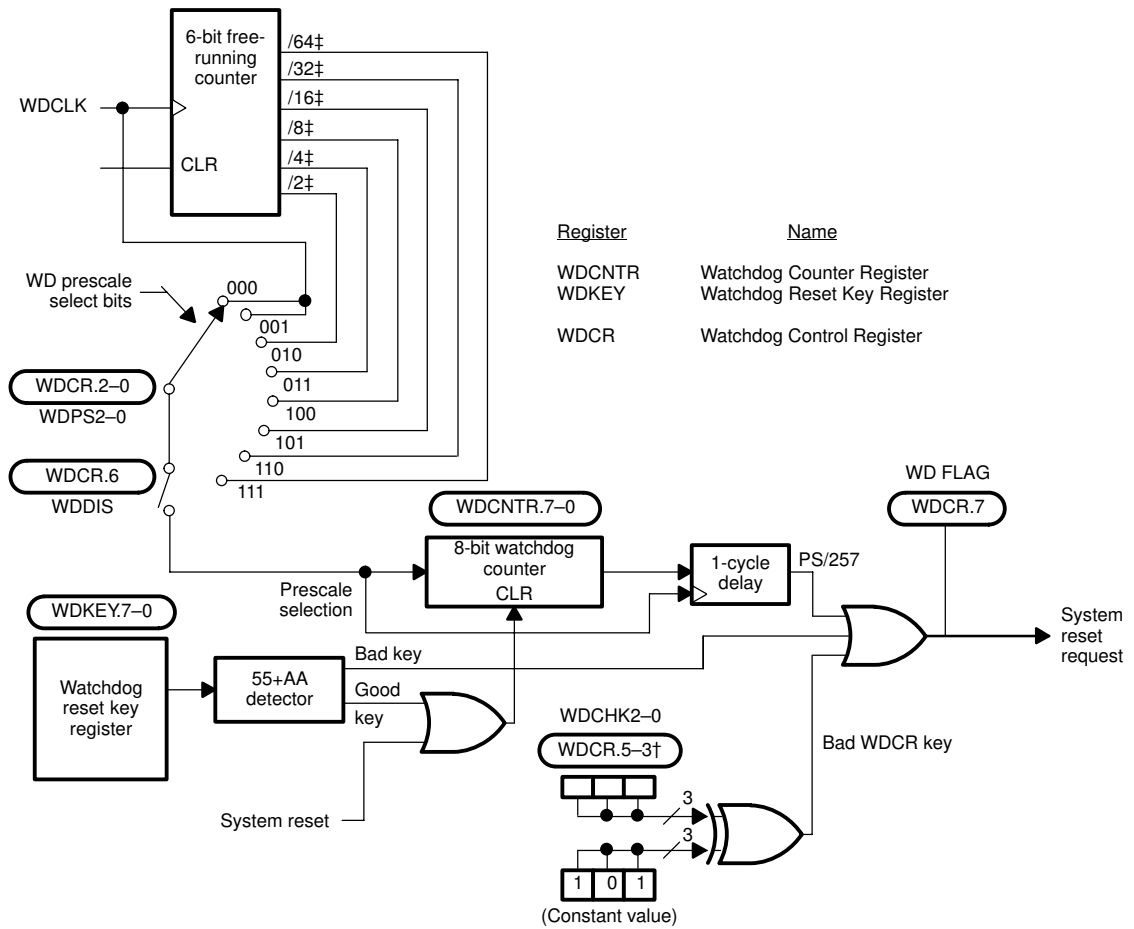 6-bit free-
running
counter
/64‡
/32‡
/16‡
/8‡
/4‡
/2‡
WDCLK
CLR
Register Name
WDCNTR Watchdog Counter Register
WDKEY Watchdog Reset Key Register
WDCR Watchdog Control Register
WD prescale
select bits
000
001
010
011
100
101
110
111
WDCR.2–0
WDPS2–0
WDCR.6
WDDIS
WDCNTR.7–0
8-bit watchdog
counter
CLR
Prescale
selection
1-cycle
delay
PS/257
WD FLAG
WDCR.7
System
reset
request
WDKEY.7–0
Watchdog
reset key
register
55+AA
detector
Bad key
Good
key
System reset
WDCHK2–0
WDCR.5–3†
3
3
Bad WDCR key
1 0 1
(Constant value)